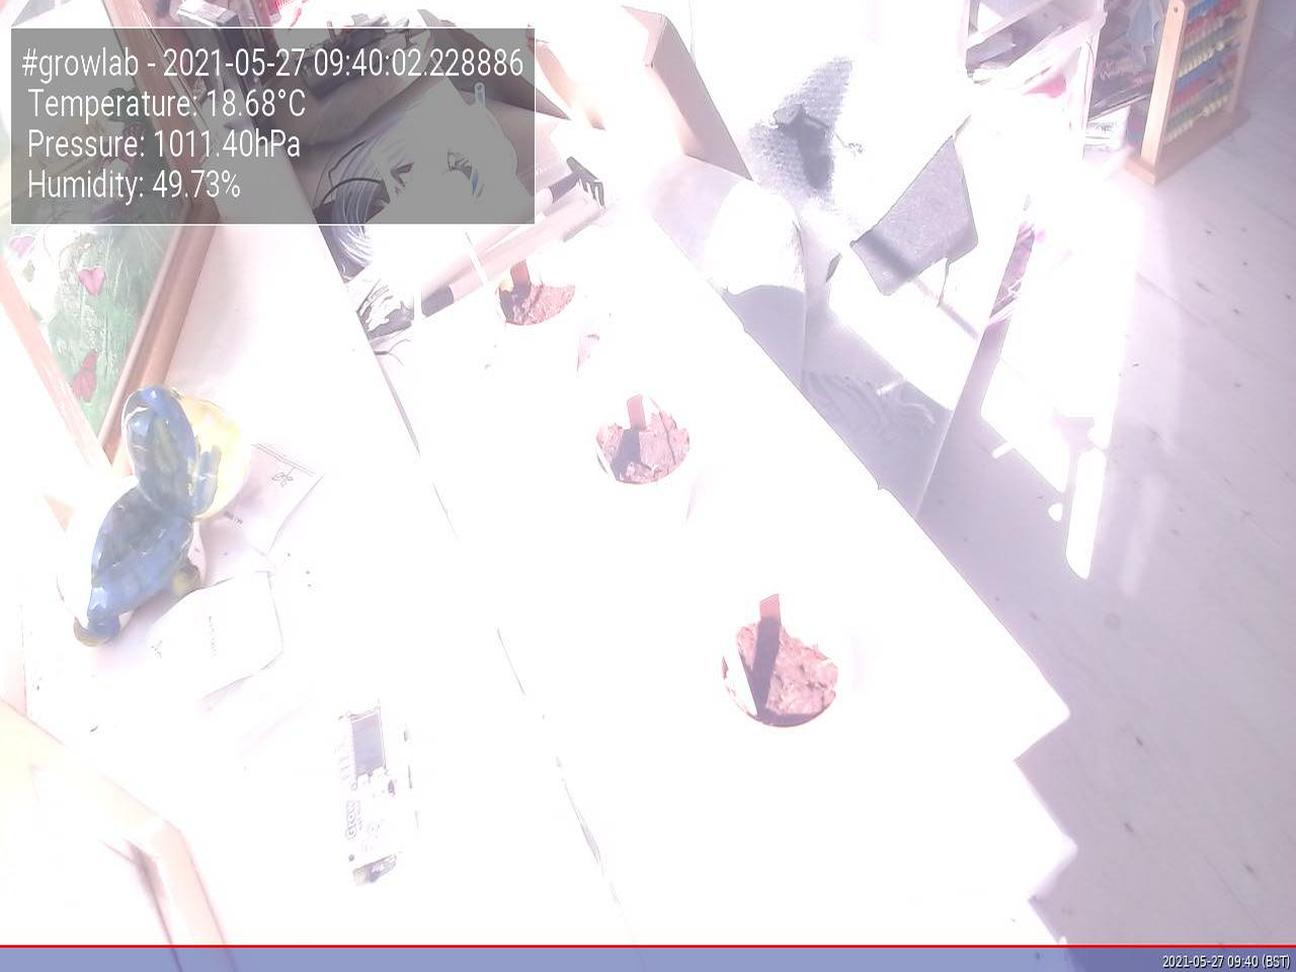 #growlab - 2021-05-27 09:40:02.228886
Temperature: 18.68°C
Pressure: 1011.40hPa
Humidity: 49.73%
Grow
2021-05-27 09:40 (BST)